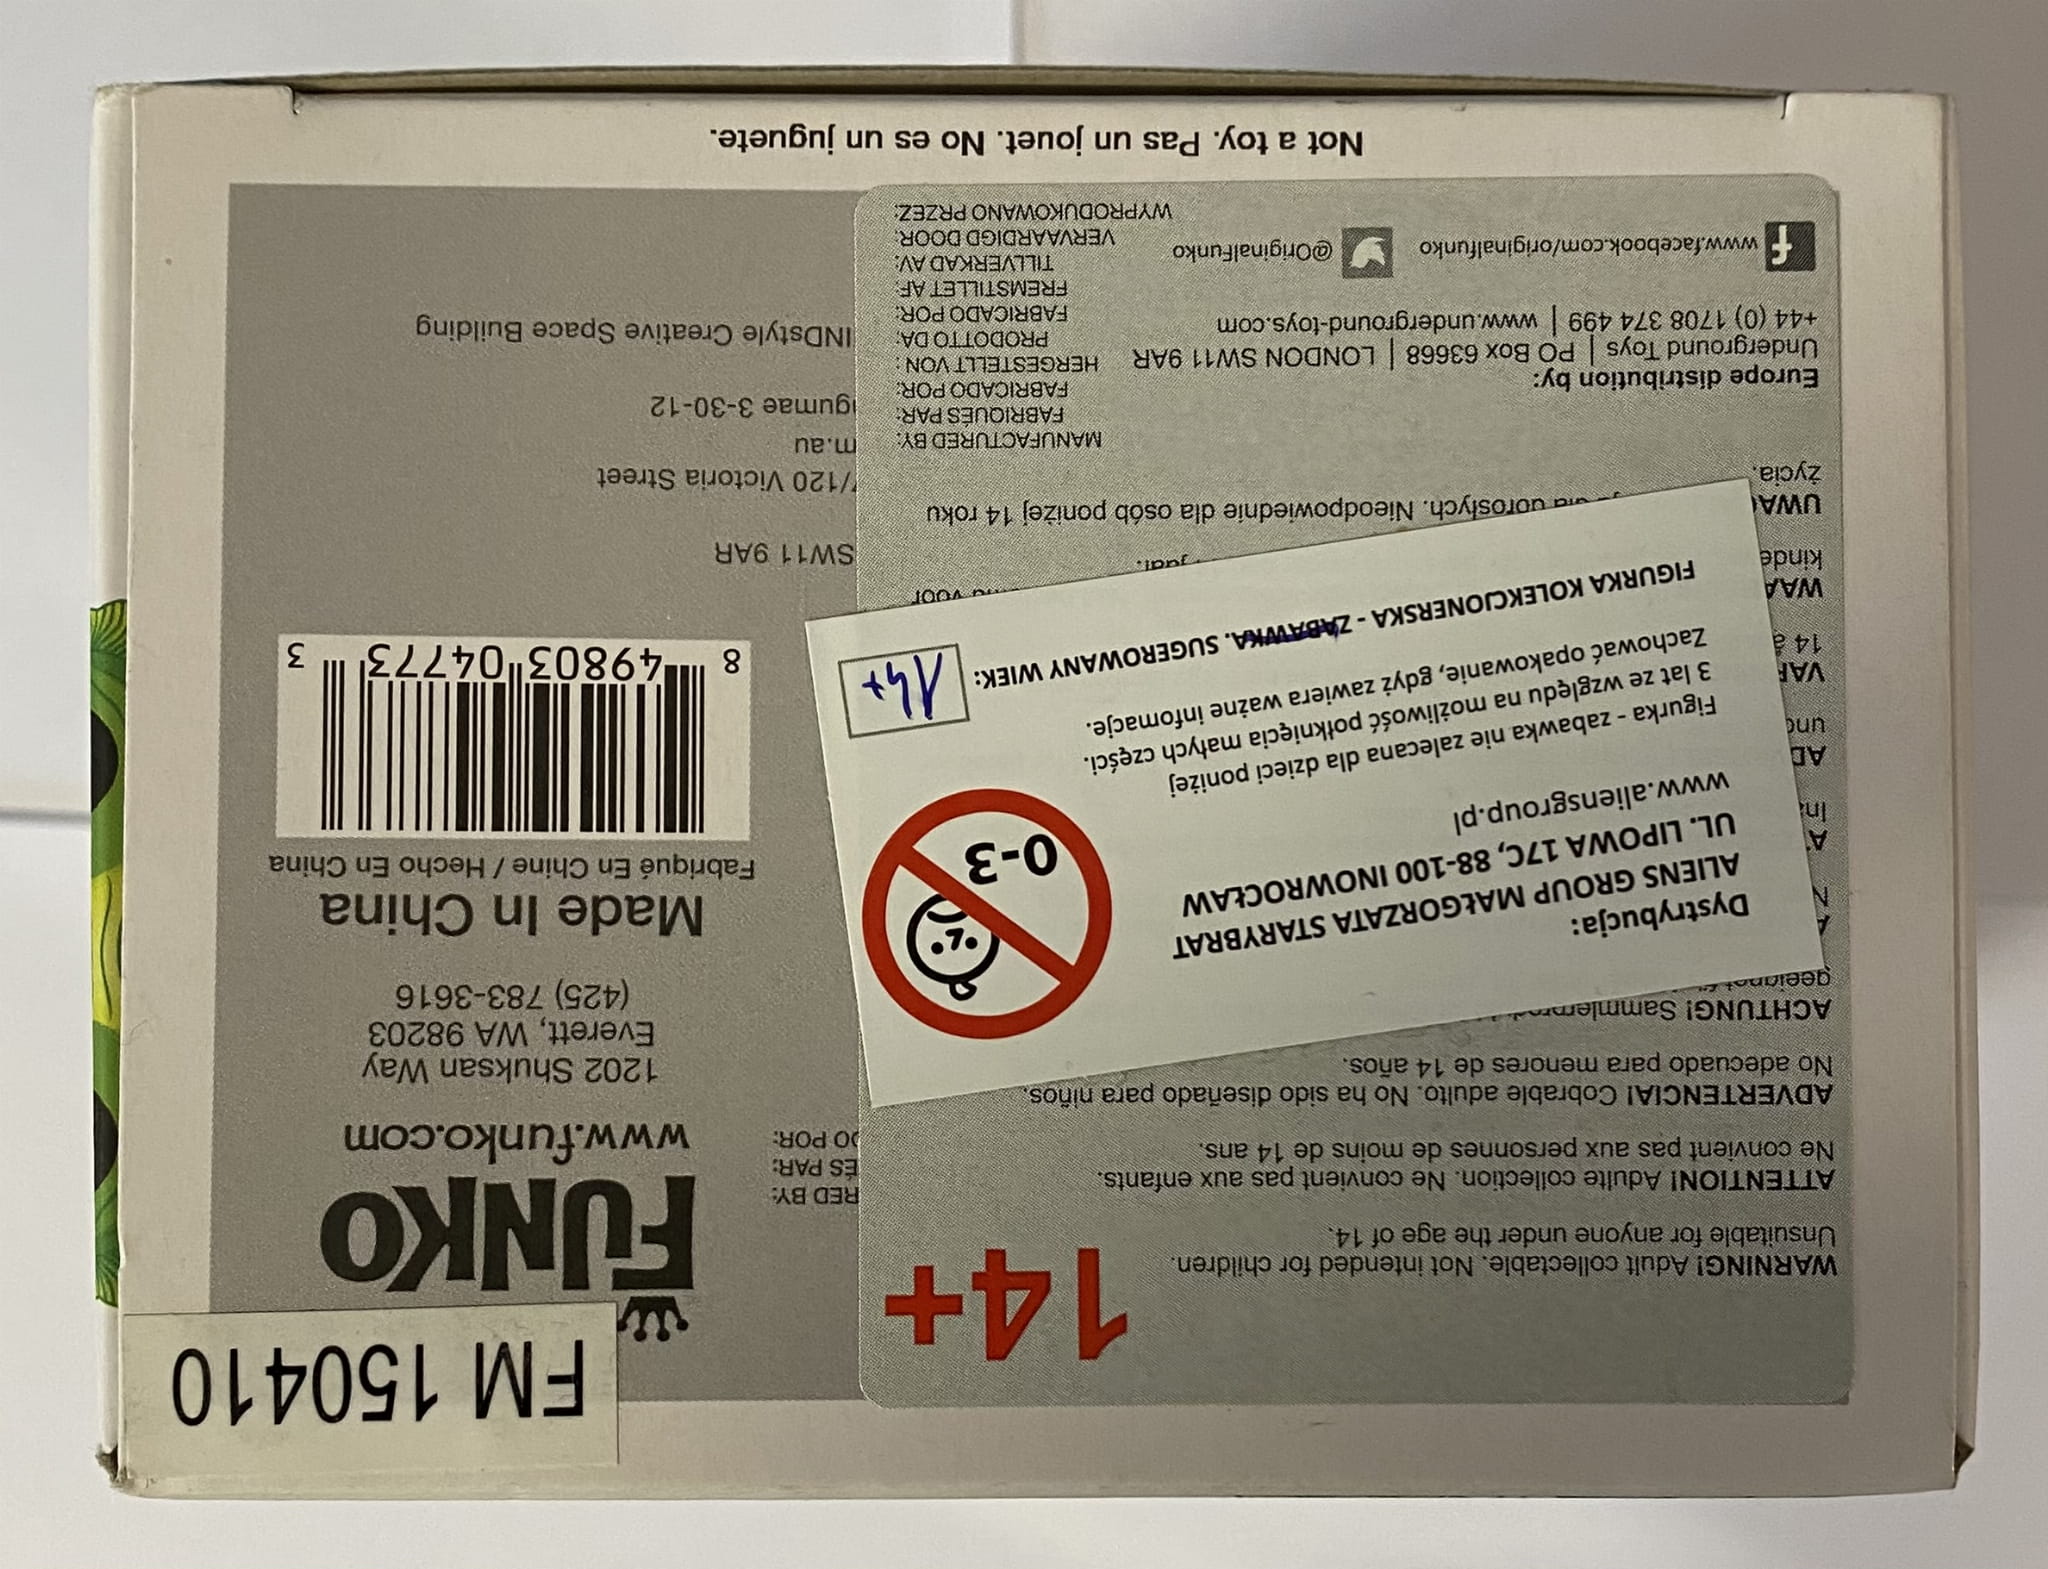 FM 150410
14+
WARNING! Adult collectable. Not intended for children.
Unsuitable for anyone under the age of 14.
ATTENTION! Adulte collection. Ne convient pas aux enfants.
Ne convient pas aux personnes de moins de 14 ans
ADVERTENCIA! Cobrable adulto. No ha sido diseñado para niños.
No adecuado para menores de 14 años.
ACHTUNG!
Dystrybucja:
ALIENS GROUP MAŁGORZATA STARYBRAT
UL. LIPOWA 17C, 88-100 INOWROCŁAW
www.aliensgroup.pl
0-3
Figurka - zabawka nie zalecana dla dzieci poniżej
3 lat ze względu na możliwość połknięcia małych części.
Zachować opakowanie, gdyż zawiera ważne infomacje.
FIGURKA KOLEKCJONERSKA - ZABAWKA. SUGEROWANY WIEK:
14+
dla dorosłych. Nieodpowiednie dla osób poniżej 14 roku
życia.
MANUFACTURED BY:
FABRIQUÉS PAR:
FABRICADO POR:
HERGESTELLT VON:
PRODOTTO DA:
FABRICADO POR:
FREMSTILLET AF:
TILLVERKAD AV:
VERVAARDIGD DOOR:
WYPRODUKOWANO PRZEZ:
Europe distribution by:
Underground Toys | PO Box 63668 | LONDON SW11 9AR
+44 (0) 1708 374 499 | www.underground-toys.com
www.facebook.com/originalfunko
@OriginalFunko
RED BY:
ÉS PAR:
DO POR:
FUNKO
www.funko.com
1202 Shuksan Way
Everett, WA 98203
(425) 783-3616
Made In China
Fabriqué En Chine / Hecho En China
8 49803 04773 3
SW11 9AR
/120 Victoria Street
m.au
gumae 3-30-12
INDstyle Creative Space Building
Not a toy. Pas un jouet. No es un juguete.